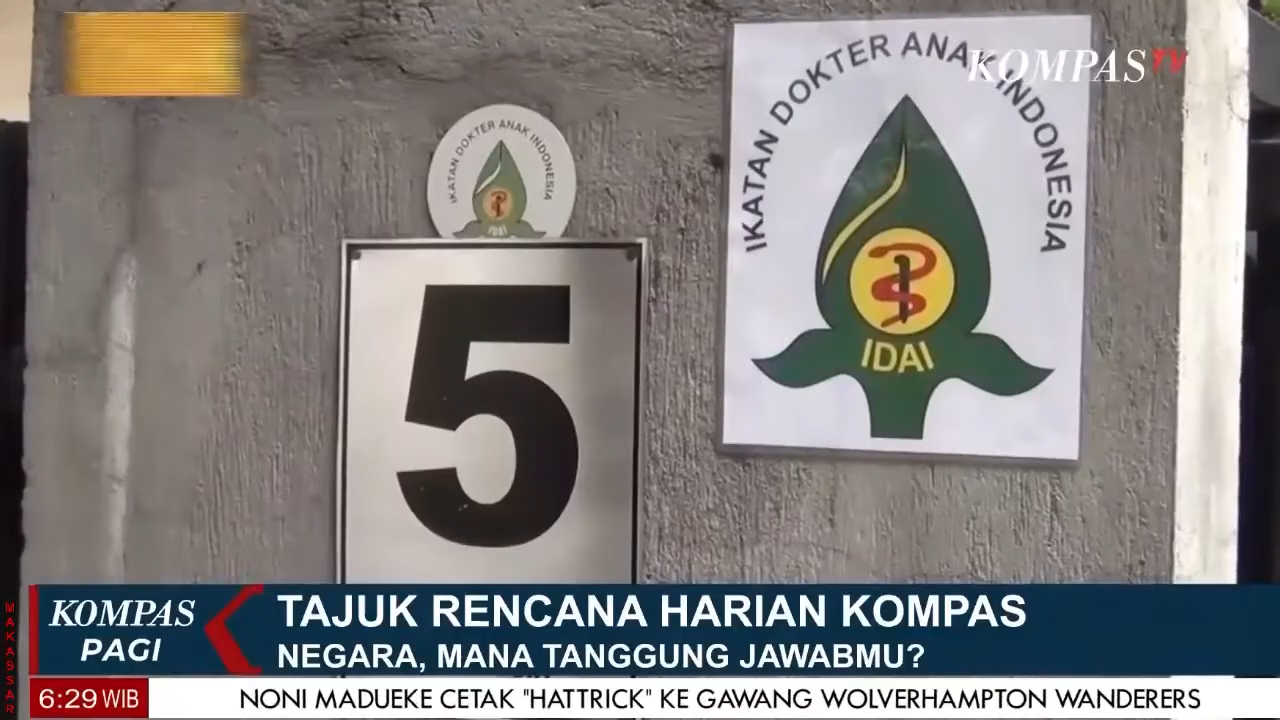 KOMPAS TV
IKATAN DOKTER ANAK INDONESIA
IDAI
IKATAN DOKTER ANAK INDONESIA
IDAI
5
KOMPAS
PAGI
TAJUK RENCANA HARIAN KOMPAS
NEGARA, MANA TANGGUNG JAWABMU?
MAKASSAR
6:29 WIB
NONI MADUEKE CETAK "HATTRICK" KE GAWANG WOLVERHAMPTON WANDERERS